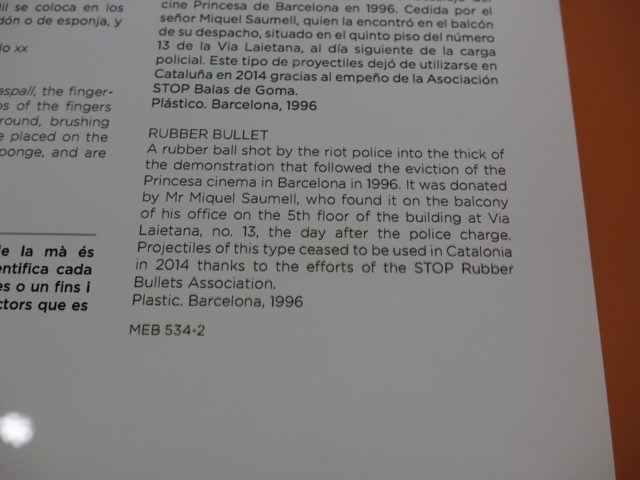 il se coloca en los
dón o de esponja, y
lo xx
aspall, the finger-
os of the fingers
round, brushing
e placed on the
ponge, and are
de la mà és
entifica cada
es o un fins i
ctors que es
cine Princesa de Barcelona en 1996. Cedida por el
señor Miquel Saumell, quien la encontró en el balcón
de su despacho, situado en el quinto piso del número
13 de la Via Laietana, al día siguiente de la carga
policial. Este tipo de proyectiles dejó de utilizarse en
Cataluña en 2014 gracias al empeño de la Asociación
STOP Balas de Goma.
Plástico. Barcelona, 1996
RUBBER BULLET
A rubber ball shot by the riot police into the thick of
the demonstration that followed the eviction of the
Princesa cinema in Barcelona in 1996. It was donated
by Mr Miquel Saumell, who found it on the balcony
of his office on the 5th floor of the building at Via
Laietana, no. 13, the day after the police charge.
Projectiles of this type ceased to be used in Catalonia
in 2014 thanks to the efforts of the STOP Rubber
Bullets Association.
Plastic. Barcelona, 1996
MEB 534-2